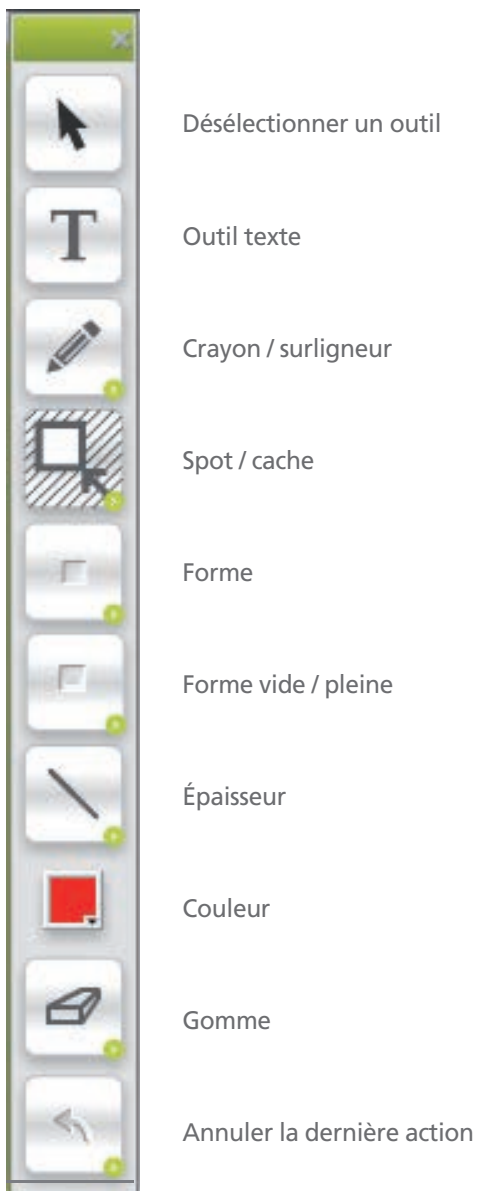 Désélectionner un outil
T
Outil texte
Crayon / surligneur
Spot / cache
Forme
Forme vide / pleine
Épaisseur
Couleur
Gomme
Annuler la dernière action